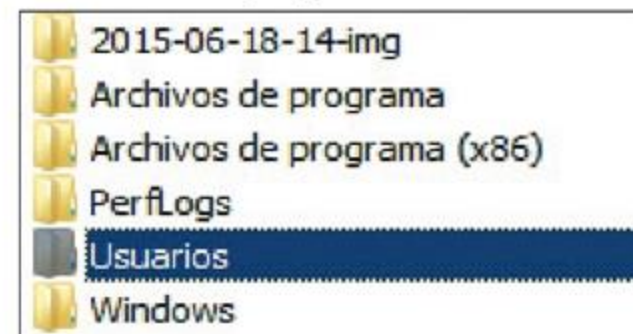 2015-06-18-14-img
Archivos de programa
Archivos de programa (x86)
PerfLogs
Usuarios
Windows